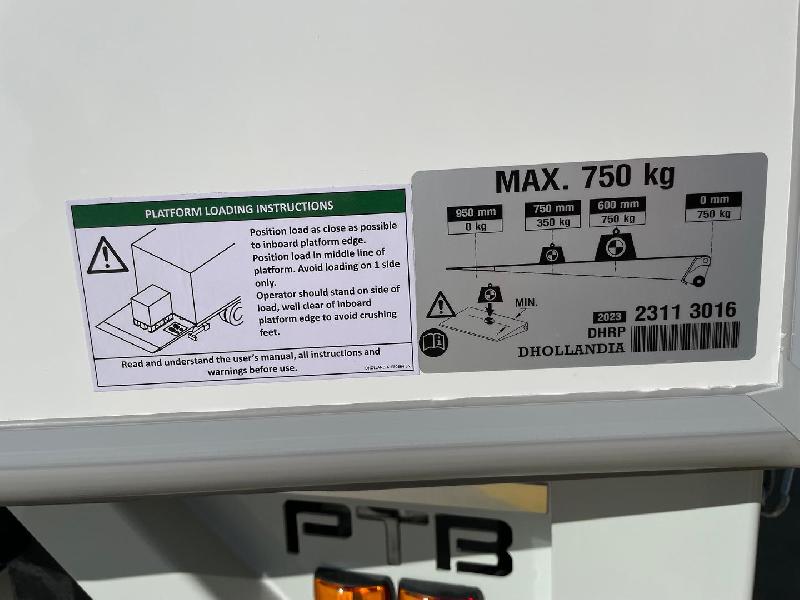 PLATFORM LOADING INSTRUCTIONS
Position load as close as possible
to inboard platform edge.
Position load in middle line of
platform. Avoid loading on 1 side
only.
Operator should stand on side of
load, well clear of inboard
platform edge to avoid crushing
feet.
Read and understand the user's manual, all instructions and
warnings before use.
MAX. 750 kg
950 mm
0 kg
750 mm
350 kg
600 mm
750 kg
0 mm
750 kg
MIN.
2023 2311 3016
DHRP
DHOLLANDIA
PTB